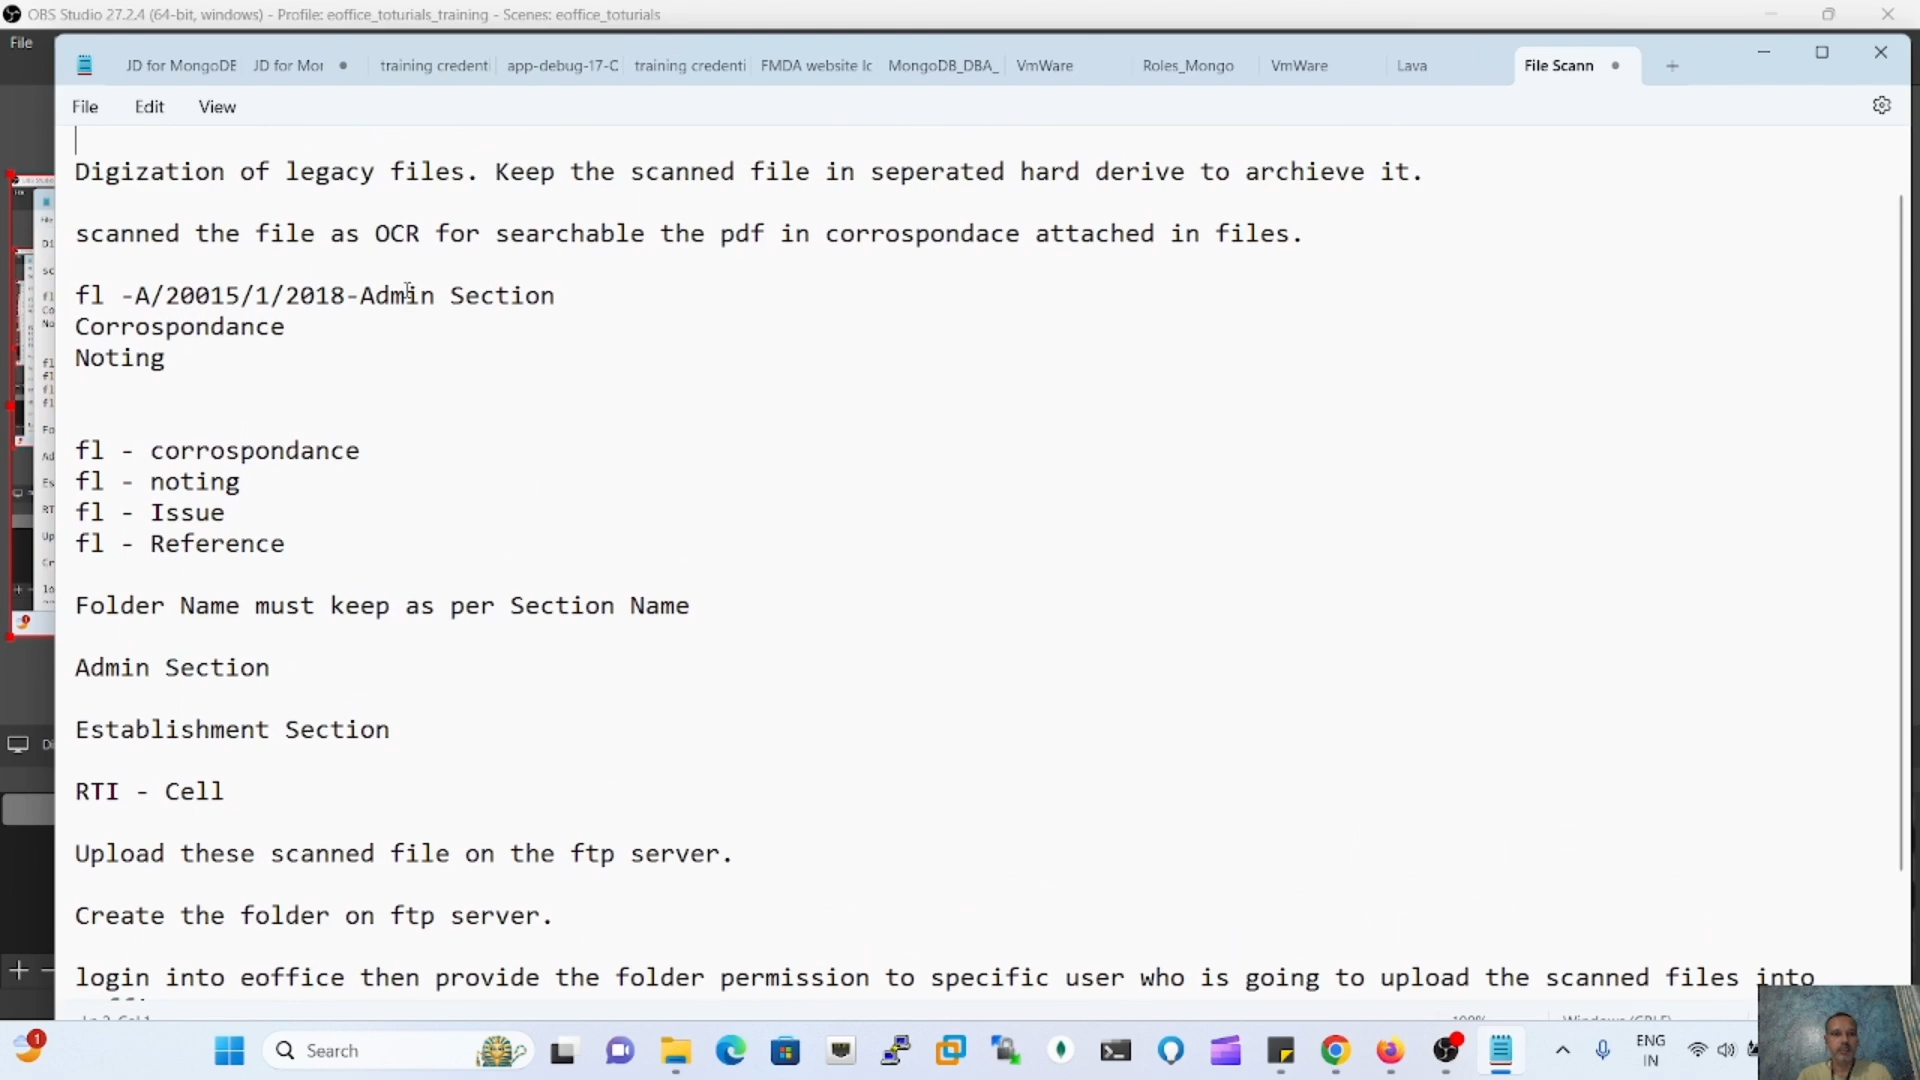 OBS Studio 27.2.4 (64-bit, windows) - Profile: eoffice_toturials_training - Scenes: eoffice_toturials
File
JD for MongoDB JD for Mor training credenti app-debug-17-C training credenti FMDA website lc MongoDB_DBA_ VmWare Roles_Mongo VmWare Lava File Scann
File Edit View
Digization of legacy files. Keep the scanned file in seperated hard derive to archieve it.
scanned the file as OCR for searchable the pdf in corrospondace attached in files.
fl -A/20015/1/2018-Admin Section
Corrospondance
Noting
fl - corrospondance
fl - noting
fl - Issue
fl - Reference
Folder Name must keep as per Section Name
Admin Section
Establishment Section
RTI - Cell
Upload these scanned file on the ftp server.
Create the folder on ftp server.
login into eoffice then provide the folder permission to specific user who is going to upload the scanned files into
Search
ENG
IN
1